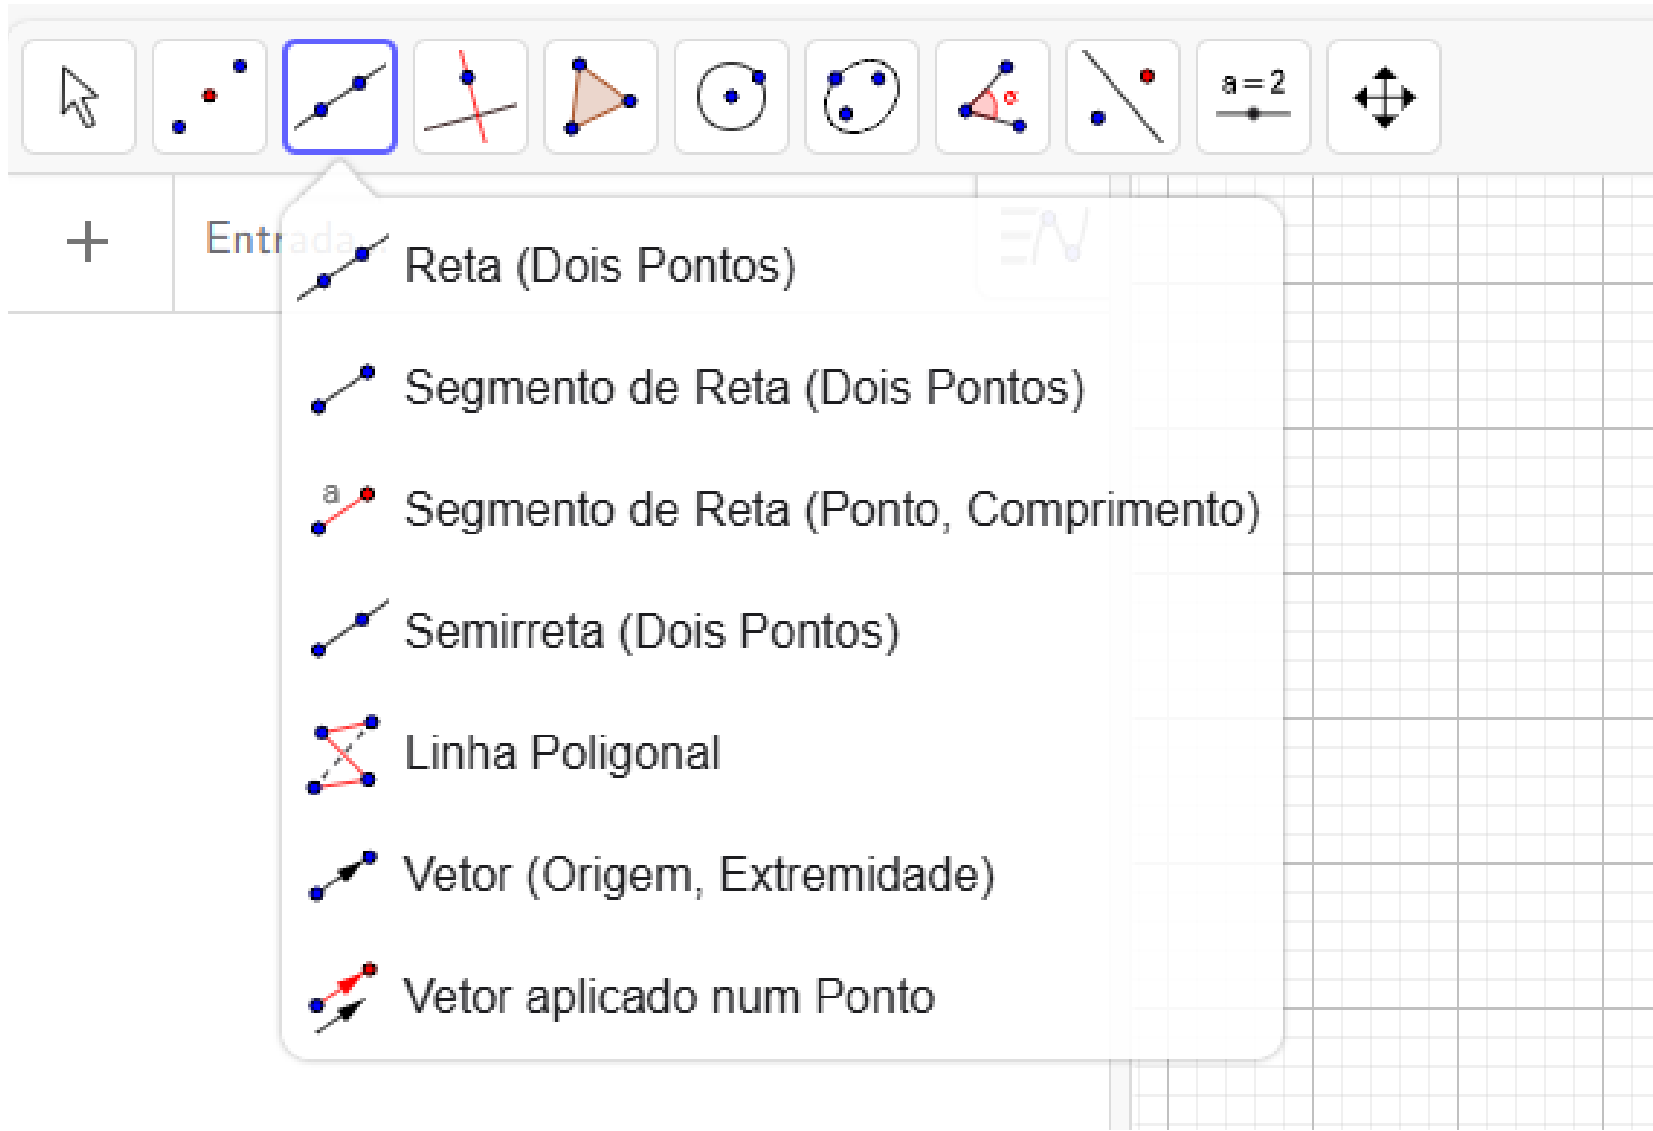 a = 2
Entrada
Reta (Dois Pontos)
Segmento de Reta (Dois Pontos)
a
Segmento de Reta (Ponto, Comprimento)
Semirreta (Dois Pontos)
Linha Poligonal
Vetor (Origem, Extremidade)
Vetor aplicado num Ponto